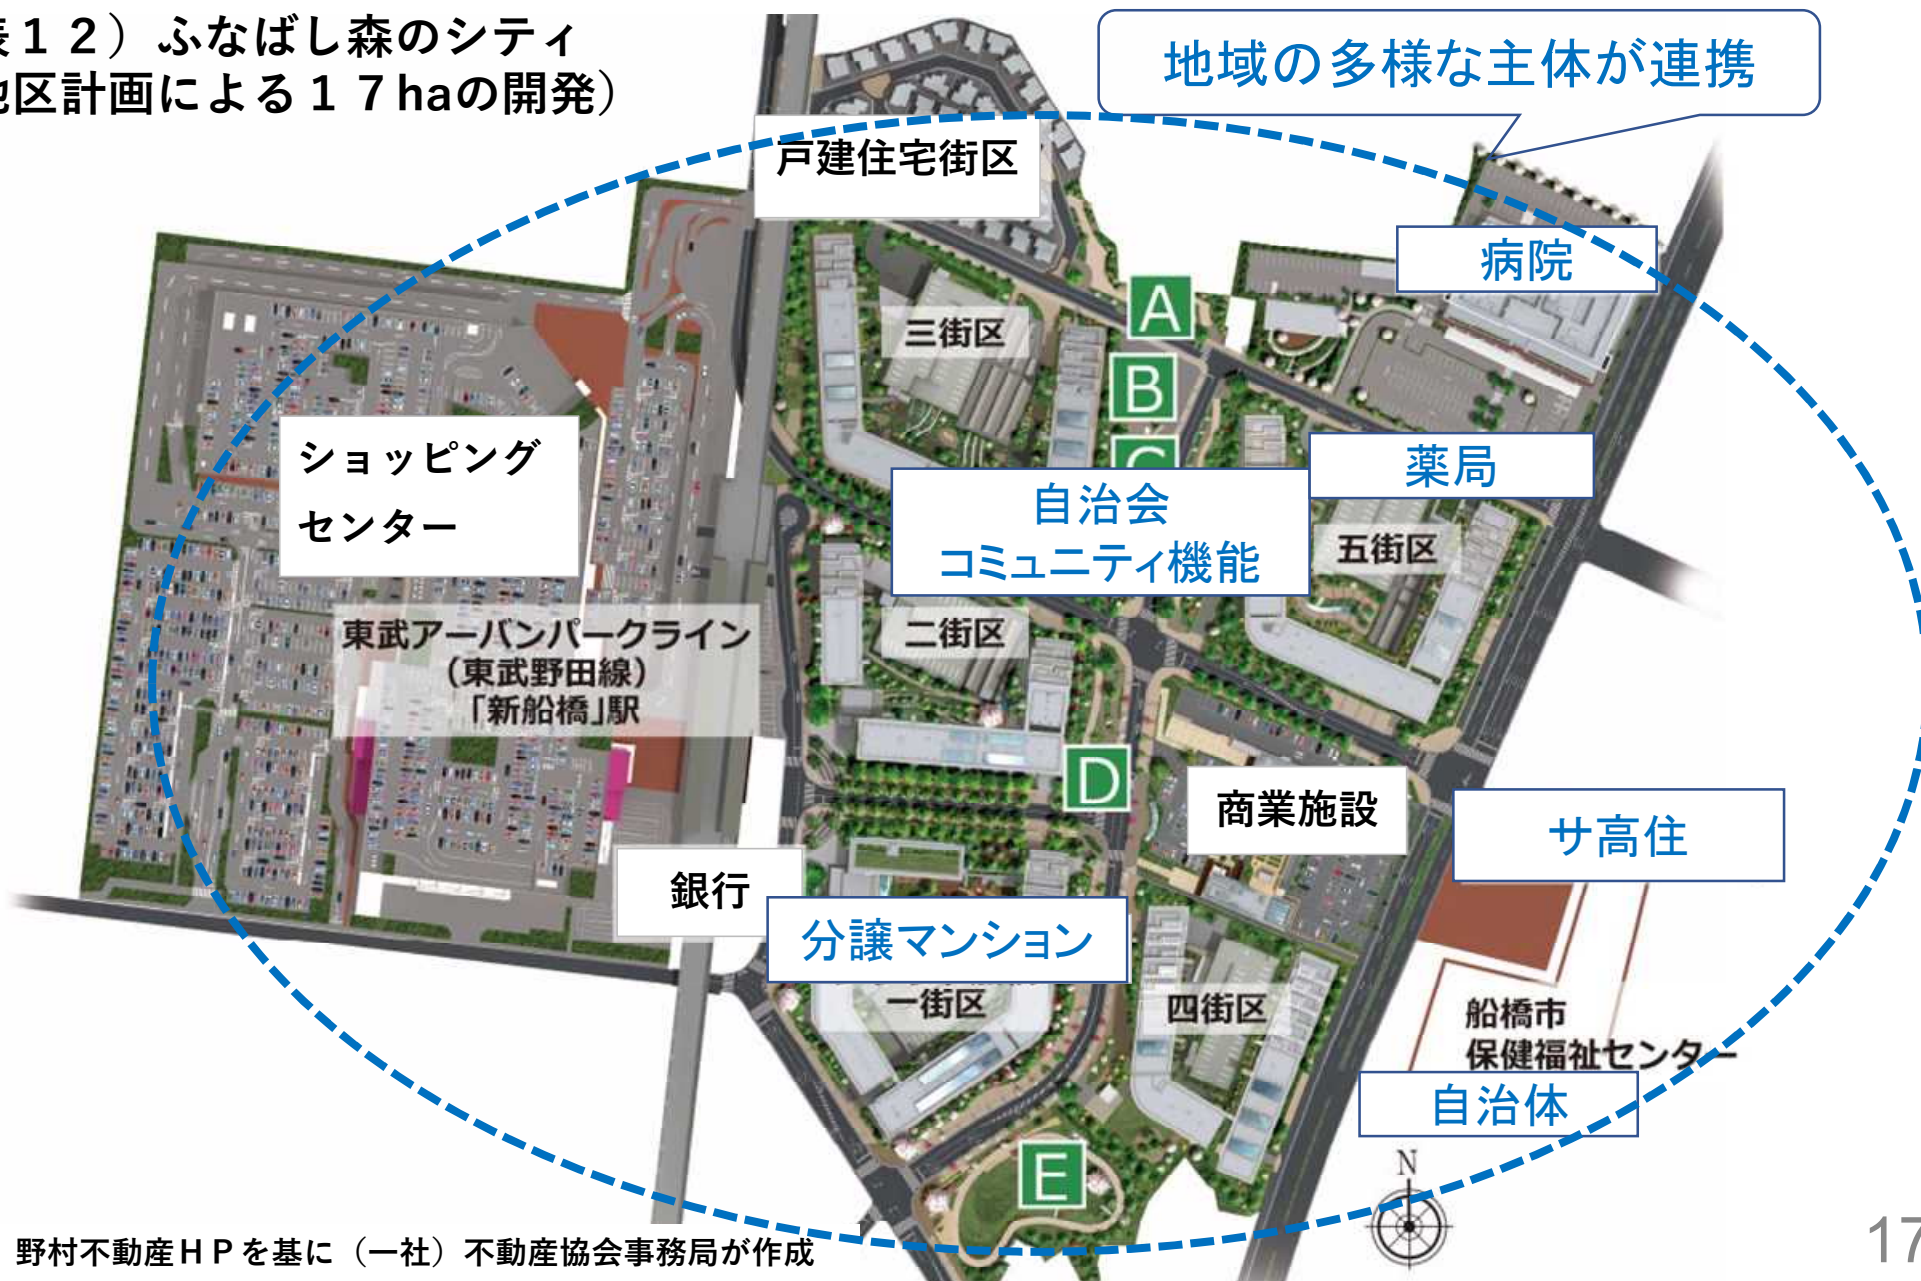 表１２）ふなばし森のシティ
地区計画による１７haの開発）
地域の多様な主体が連携
戸建住宅街区
病院
A
三街区
B
C
ショッピング
センター
薬局
自治会
コミュニティ機能
五街区
東武アーバンパークライン
（東武野田線）
「新船橋」駅
二街区
D
商業施設
サ高住
銀行
分譲マンション
一街区
四街区
船橋市
保健福祉センター
自治体
E
N
野村不動産ＨＰを基に（一社）不動産協会事務局が作成
17